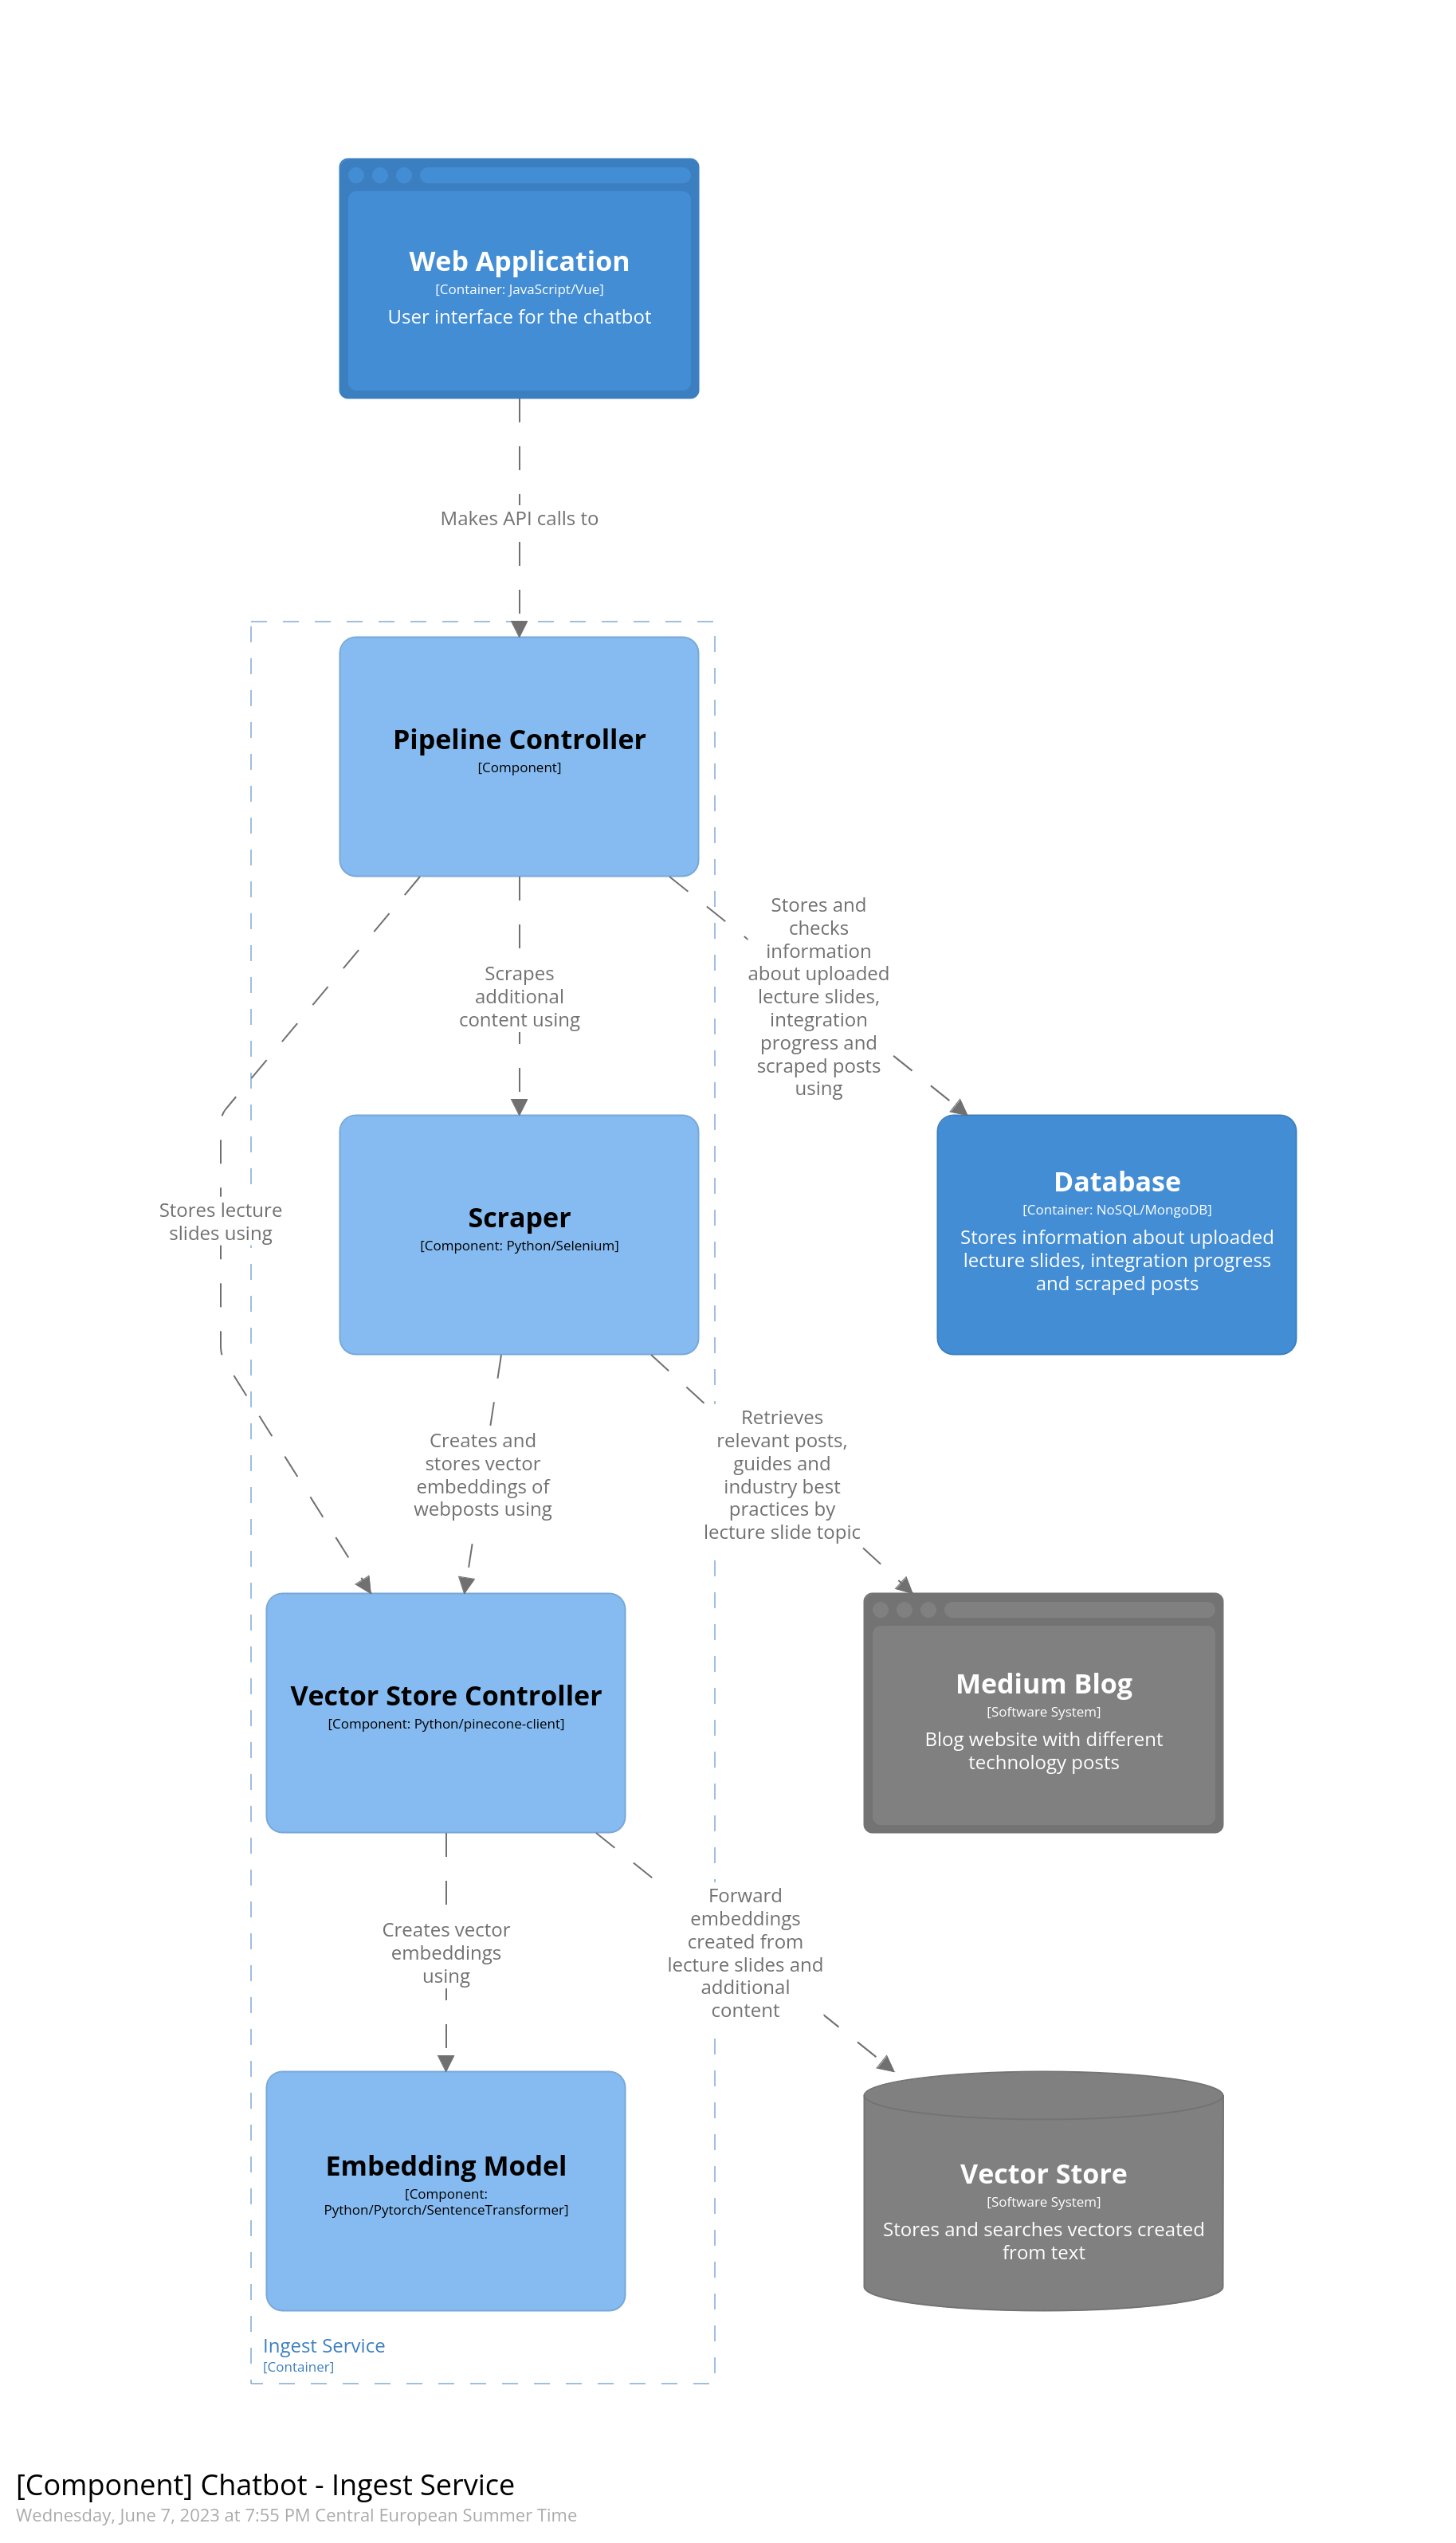 Web Application
[Container: JavaScript/Vue]
User interface for the chatbot
Makes API calls to
Pipeline Controller
[Component]
Stores and
checks
information
about uploaded
lecture slides,
integration
progress and
scraped posts
using
Scrapes
additional
content using
Stores lecture
slides using
Scraper
[Component: Python/Selenium]
Database
[Container: NoSQL/MongoDB]
Stores information about uploaded
lecture slides, integration progress
and scraped posts
Creates and
stores vector
embeddings of
webposts using
Retrieves
relevant posts,
guides and
industry best
practices by
lecture slide topic
Vector Store Controller
[Component: Python/pinecone-client]
Medium Blog
[Software System]
Blog website with different
technology posts
Creates vector
embeddings
using
Forward
embeddings
created from
lecture slides and
additional
content
Embedding Model
[Component:
Python/Pytorch/SentenceTransformer]
Vector Store
[Software System]
Stores and searches vectors created
from text
Ingest Service
[Container]
[Component] Chatbot - Ingest Service
Wednesday, June 7, 2023 at 7:55 PM Central European Summer Time